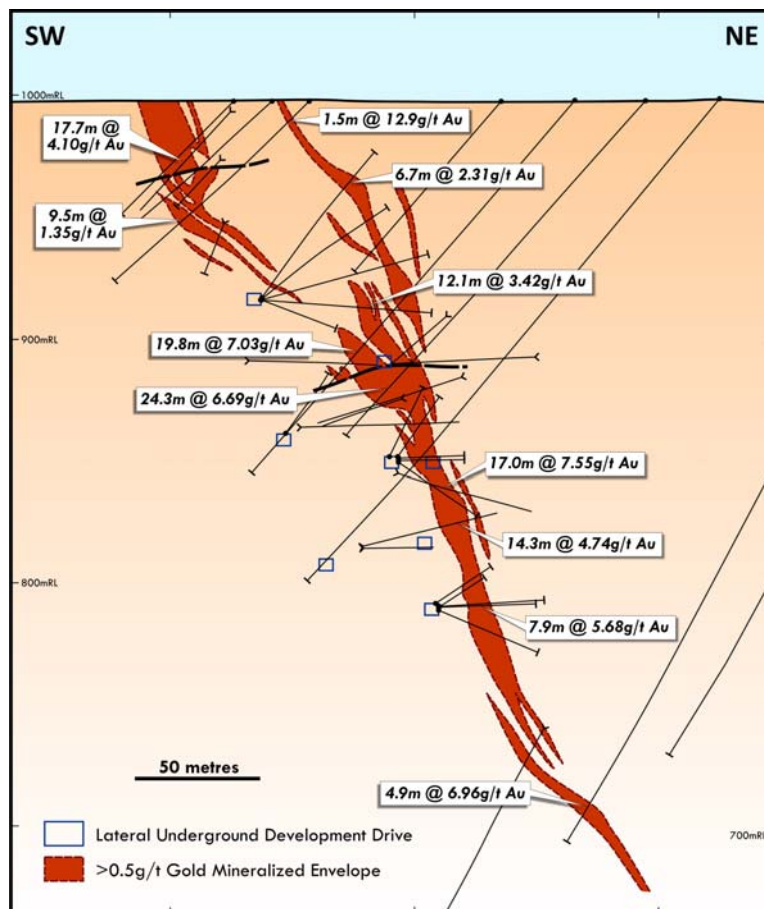 SW
NE
1000mRL
1.5m @ 12.9g/t Au
17.7m @
4.10g/t Au
6.7m @ 2.31g/t Au
9.5m @
1.35g/t Au
12.1m @ 3.42g/t Au
900mRL
19.8m @ 7.03g/t Au
24.3m @ 6.69g/t Au
17.0m @ 7.55g/t Au
14.3m @ 4.74g/t Au
800mRL
7.9m @ 5.68g/t Au
50 metres
4.9m @ 6.96g/t Au
Lateral Underground Development Drive
700mRL
>0.5g/t Gold Mineralized Envelope